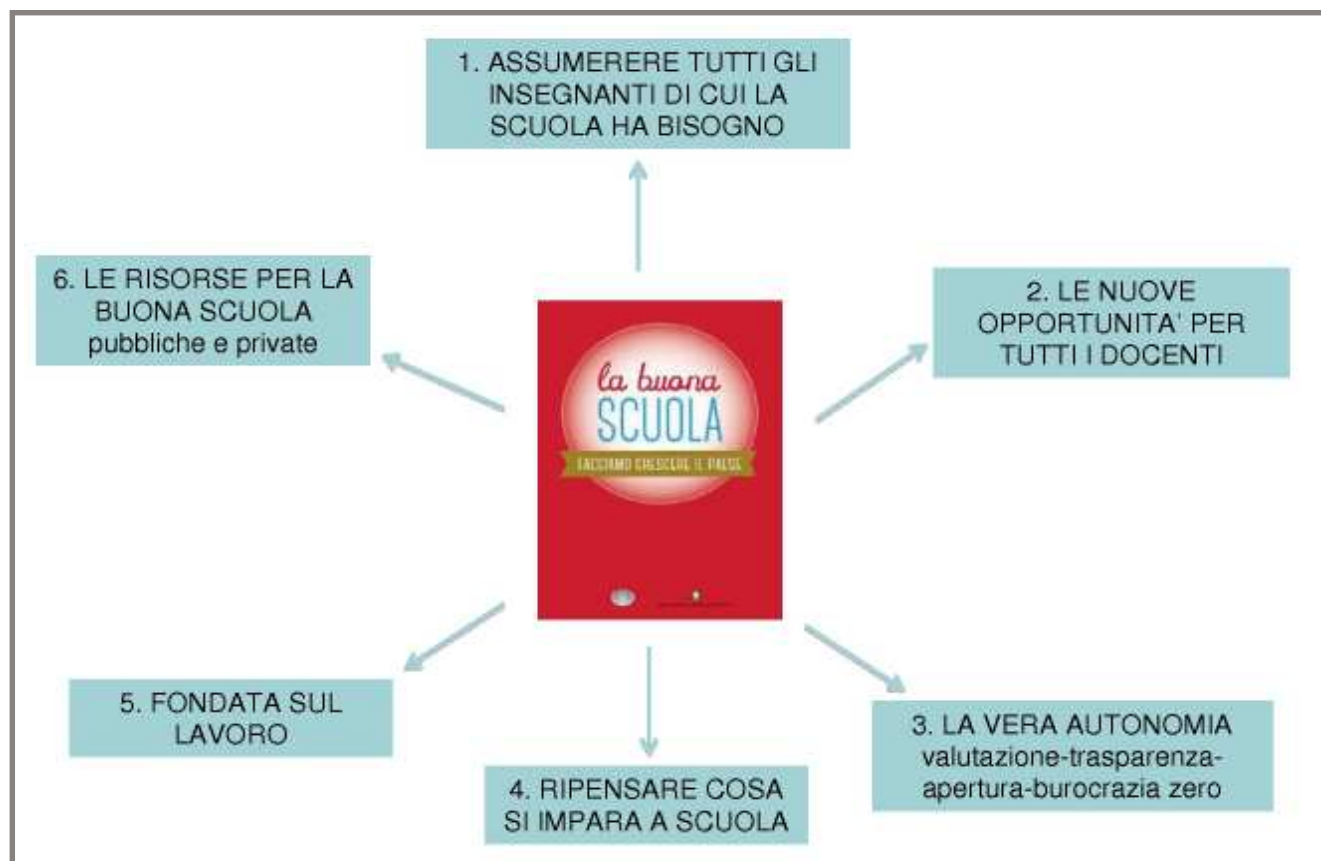 1. ASSUMERERE TUTTI GLI
INSEGNANTI DI CUI LA
SCUOLA HA BISOGNO
6. LE RISORSE PER LA
BUONA SCUOLA
pubbliche e private
2. LE NUOVE
OPPORTUNITA' PER
TUTTI I DOCENTI
la buona
SCUOLA
FACCIAMO CRESCERE IL PAESE
5. FONDATA SUL
LAVORO
3. LA VERA AUTONOMIA
valutazione-trasparenza-
apertura-burocrazia zero
4. RIPENSARE COSA
SI IMPARA A SCUOLA